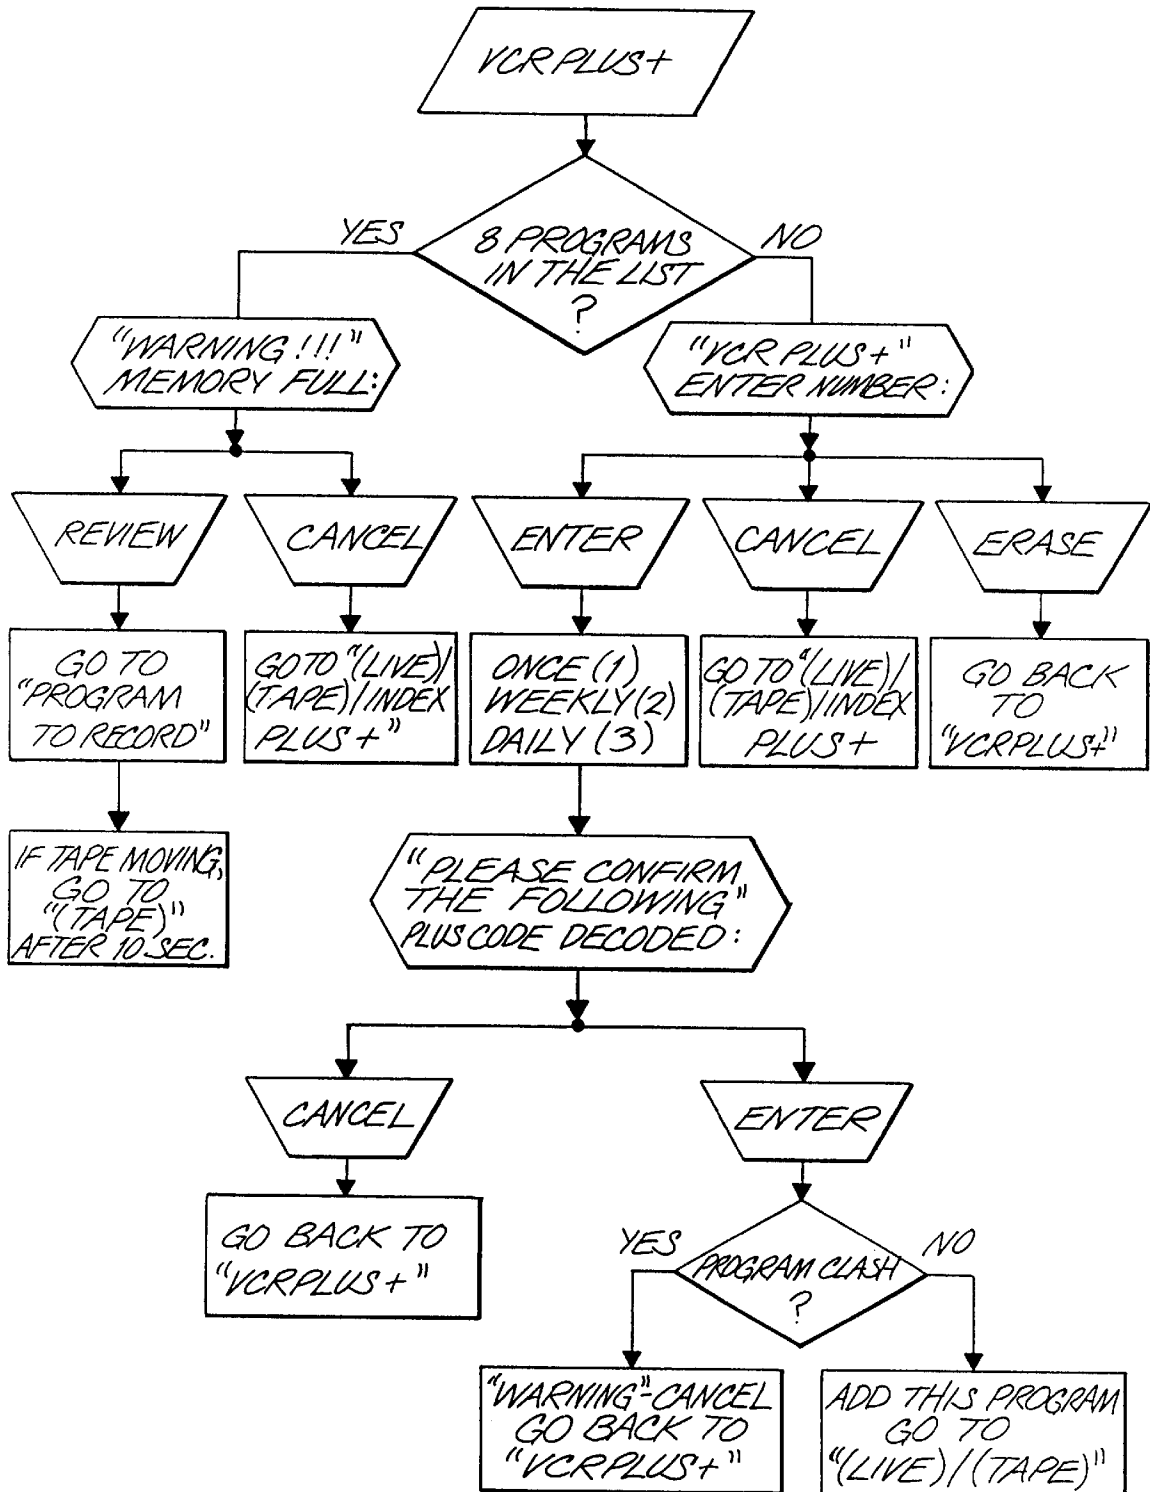 VCR PLUS+
YES
8 PROGRAMS
IN THE LIST
?
NO
"WARNING!!!"
MEMORY FULL:
"VCR PLUS+"
ENTER NUMBER:
REVIEW
CANCEL
ENTER
CANCEL
ERASE
GO TO
"PROGRAM
TO RECORD"
GO TO "(LIVE)/
(TAPE)/INDEX
PLUS+"
ONCE (1)
WEEKLY (2)
DAILY (3)
GO TO "(LIVE)/
(TAPE)/INDEX
PLUS+
GO BACK
TO
"VCRPLUS+"
IF TAPE MOVING,
GO TO
"(TAPE)"
AFTER 10 SEC.
"PLEASE CONFIRM
THE FOLLOWING"
PLUS CODE DECODED:
CANCEL
ENTER
GO BACK TO
"VCRPLUS+"
YES
PROGRAM CLASH
?
NO
"WARNING"-CANCEL
GO BACK TO
"VCRPLUS+"
ADD THIS PROGRAM
GO TO
"(LIVE)/(TAPE)"